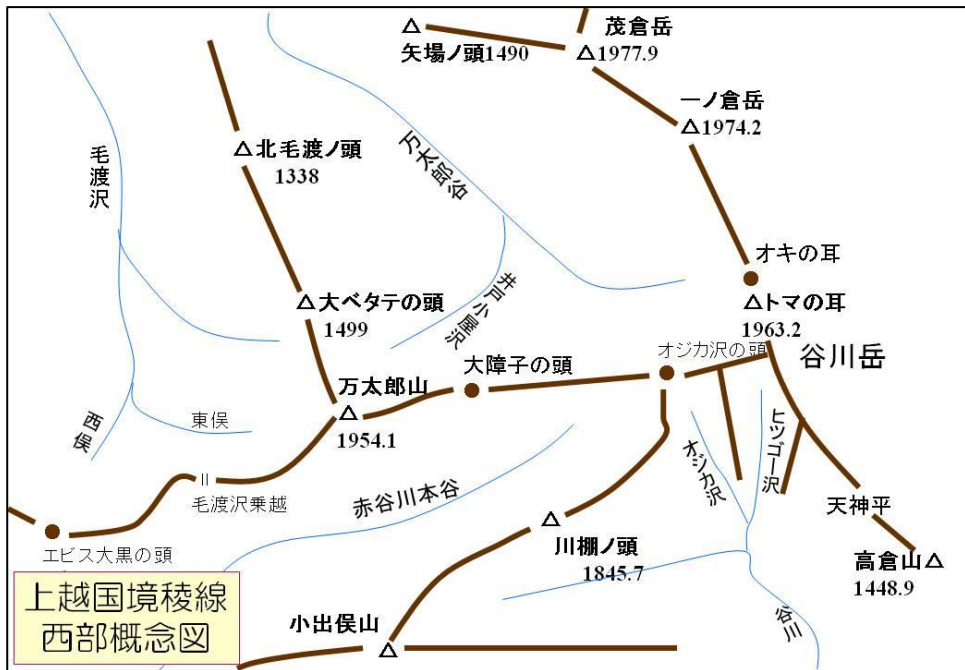 茂倉岳
△1977.9
矢場ノ頭1490
一ノ倉岳
△1974.2
万太郎谷
毛渡沢
△北毛渡ノ頭
1338
オキの耳
井戸小屋沢
△大ベタテの頭
1499
△トマの耳
1963.2
谷川岳
オジカ沢の頭
大障子の頭
万太郎山
1954.1
西俣
東俣
ヒツゴー沢
オジカ沢
毛渡沢乗越
赤谷川本谷
天神平
エビス大黒の頭
川棚ノ頭
1845.7
高倉山△
1448.9
上越国境稜線
西部概念図
小出俣山
谷川